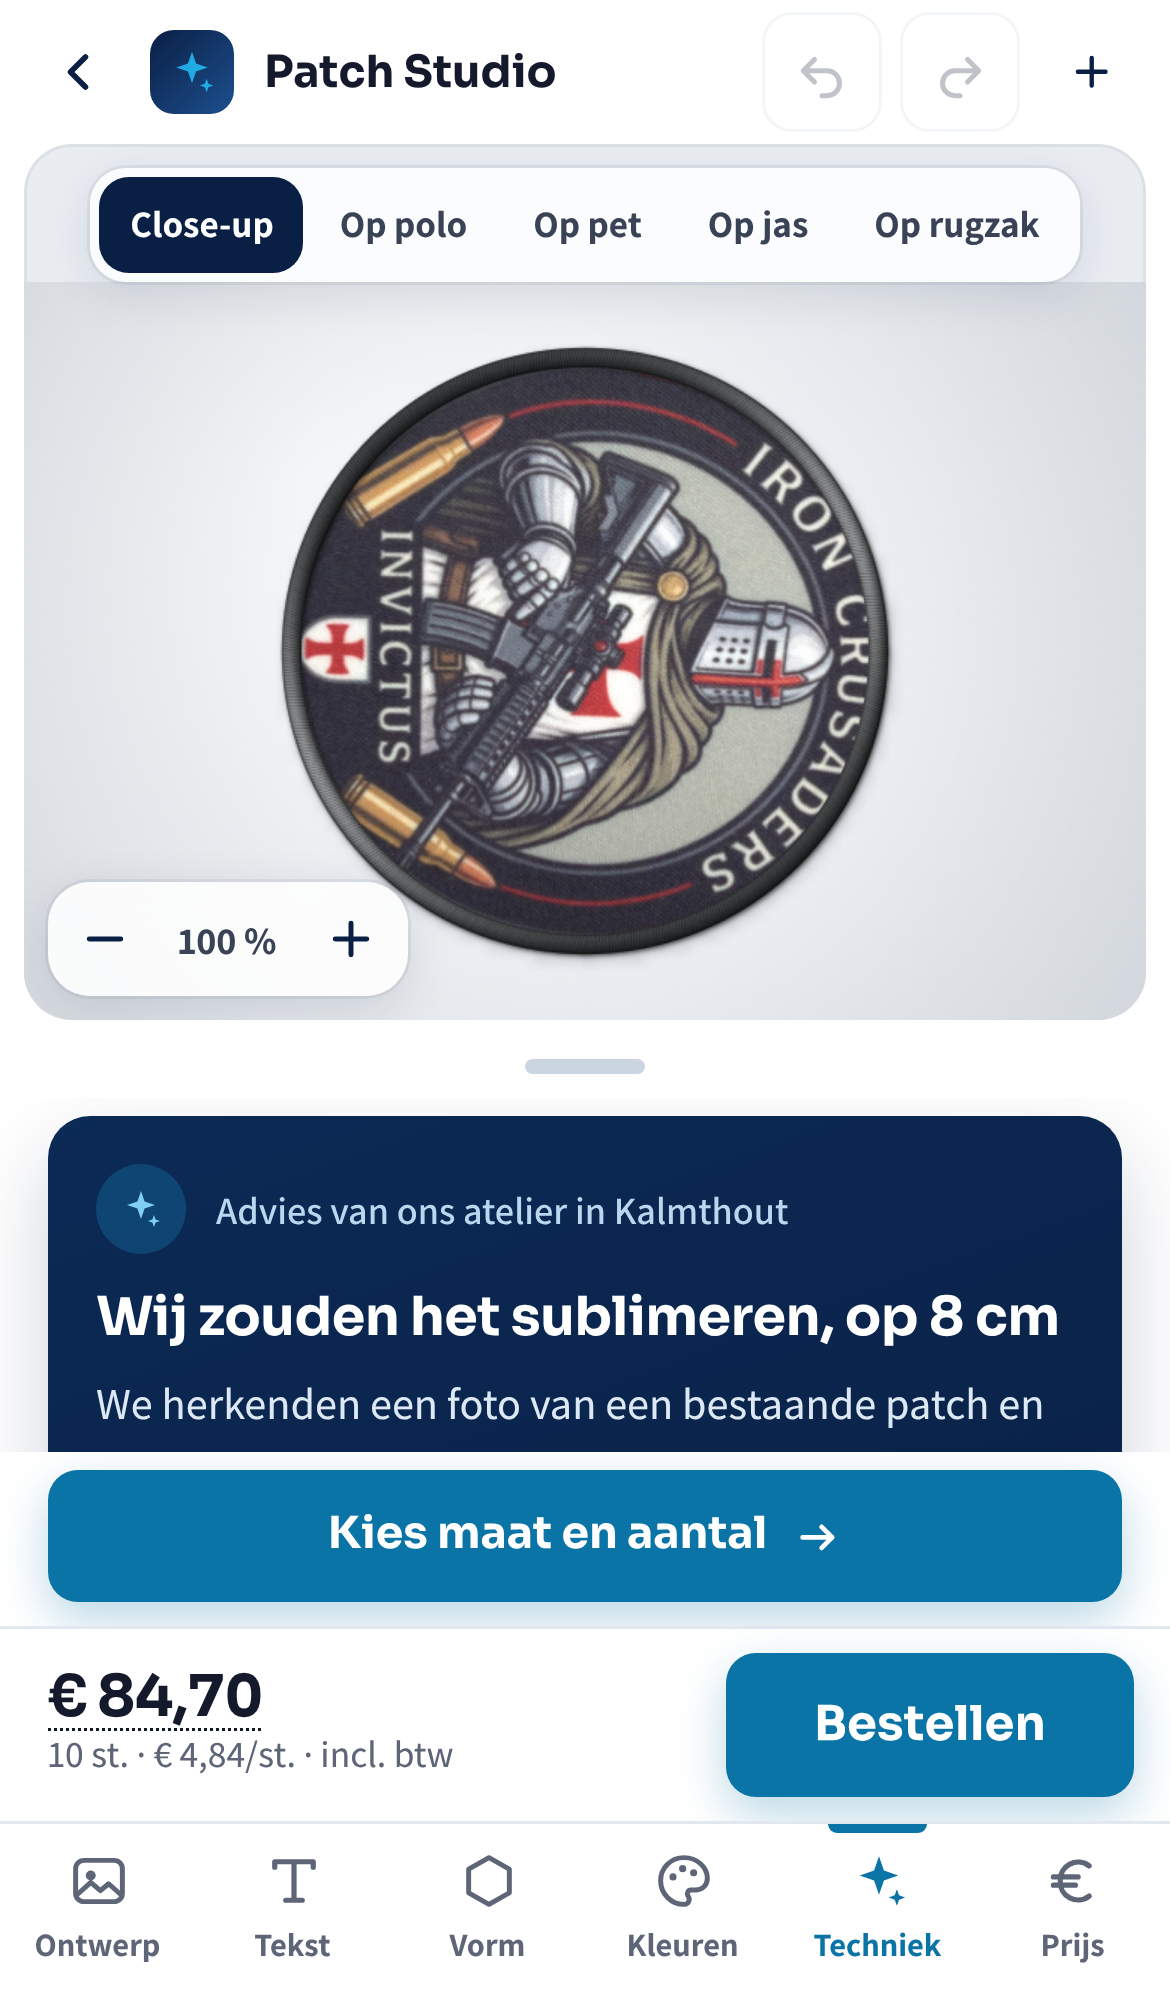 Patch Studio
Close-up Op polo Op pet Op jas Op rugzak
IRON CRUSADERS
INVICTUS
100 %
Advies van ons atelier in Kalmthout
Wij zouden het sublimeren, op 8 cm
We herkenden een foto van een bestaande patch en
Kies maat en aantal →
€ 84,70
10 st. · € 4,84/st. · incl. btw
Bestellen
Ontwerp Tekst Vorm Kleuren Techniek Prijs